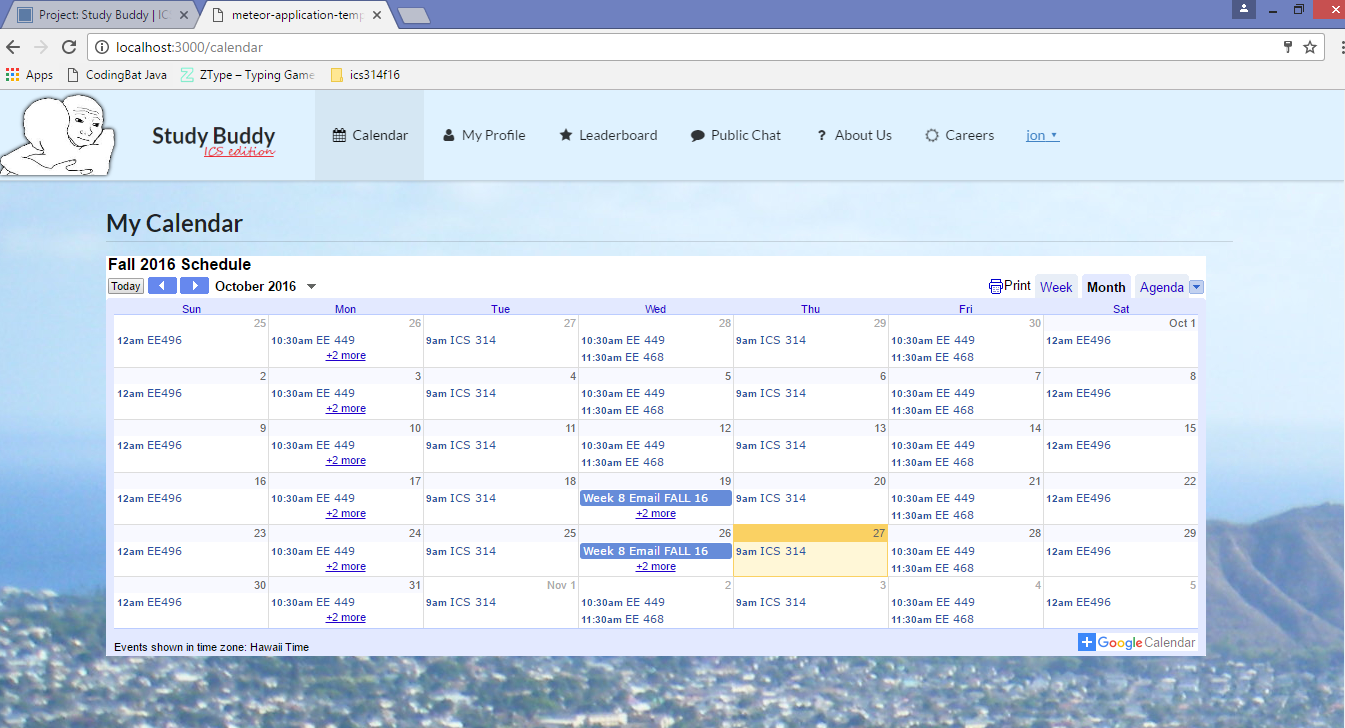 Project: Study Buddy | IC
meteor-application-temp
localhost:3000/calendar
Apps CodingBat Java ZType – Typing Game ics314f16
Study Buddy
ICS edition
Calendar My Profile Leaderboard Public Chat ? About Us Careers jon
My Calendar
Fall 2016 Schedule
Today October 2016 Print Week Month Agenda
Sun Mon Tue Wed Thu Fri Sat
25 26 27 28 29 30 Oct 1
12am EE496 10:30am EE 449 9am ICS 314 10:30am EE 449 9am ICS 314 10:30am EE 449 12am EE496
+2 more 11:30am EE 468 11:30am EE 468
2 3 4 5 6 7 8
12am EE496 10:30am EE 449 9am ICS 314 10:30am EE 449 9am ICS 314 10:30am EE 449 12am EE496
+2 more 11:30am EE 468 11:30am EE 468
9 10 11 12 13 14 15
12am EE496 10:30am EE 449 9am ICS 314 10:30am EE 449 9am ICS 314 10:30am EE 449 12am EE496
+2 more 11:30am EE 468 11:30am EE 468
16 17 18 19 20 21 22
12am EE496 10:30am EE 449 9am ICS 314 Week 8 Email FALL 16 9am ICS 314 10:30am EE 449 12am EE496
+2 more +2 more 11:30am EE 468
23 24 25 26 27 28 29
12am EE496 10:30am EE 449 9am ICS 314 Week 8 Email FALL 16 9am ICS 314 10:30am EE 449 12am EE496
+2 more +2 more 11:30am EE 468
30 31 Nov 1 2 3 4 5
12am EE496 10:30am EE 449 9am ICS 314 10:30am EE 449 9am ICS 314 10:30am EE 449 12am EE496
+2 more 11:30am EE 468 11:30am EE 468
Events shown in time zone: Hawaii Time
+ Google Calendar